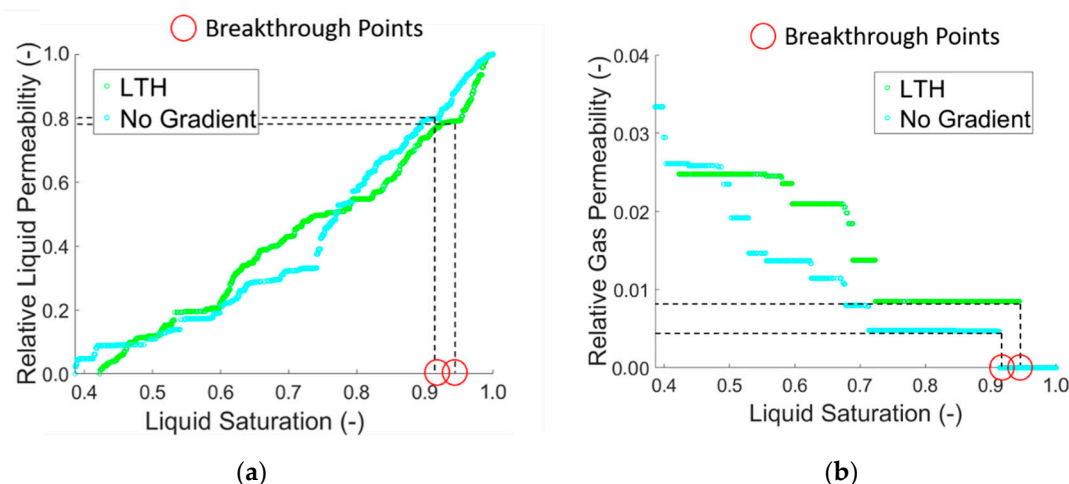 Breakthrough Points
1.0
0.8
0.6
0.4
0.2
0.0
Relative Liquid Permeabiltiy (-)
LTH
No Gradient
0.4 0.5 0.6 0.7 0.8 0.9 1.0
Liquid Saturation (-)
(a)
Breakthrough Points
0.04
0.03
0.02
0.01
0.00
Relative Gas Permeability (-)
LTH
No Gradient
0.4 0.5 0.6 0.7 0.8 0.9 1.0
Liquid Saturation (-)
(b)